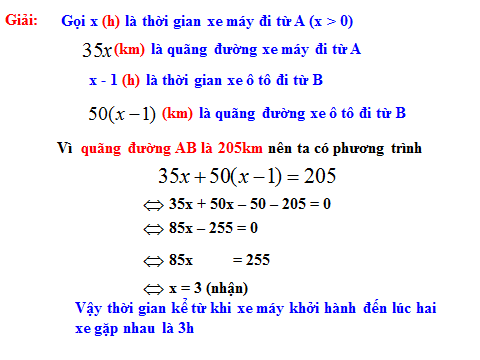 Giải: Gọi x (h) là thời gian xe máy đi từ A (x > 0)
35x (km) là quãng đường xe máy đi từ A
x - 1 (h) là thời gian xe ô tô đi từ B
50(x − 1) (km) là quãng đường xe ô tô đi từ B
Vì quãng đường AB là 205km nên ta có phương trình
35x + 50(x − 1) = 205
⇔ 35x + 50x – 50 – 205 = 0
⇔ 85x – 255 = 0
⇔ 85x = 255
⇔ x = 3 (nhận)
Vậy thời gian kể từ khi xe máy khởi hành đến lúc hai
xe gặp nhau là 3h